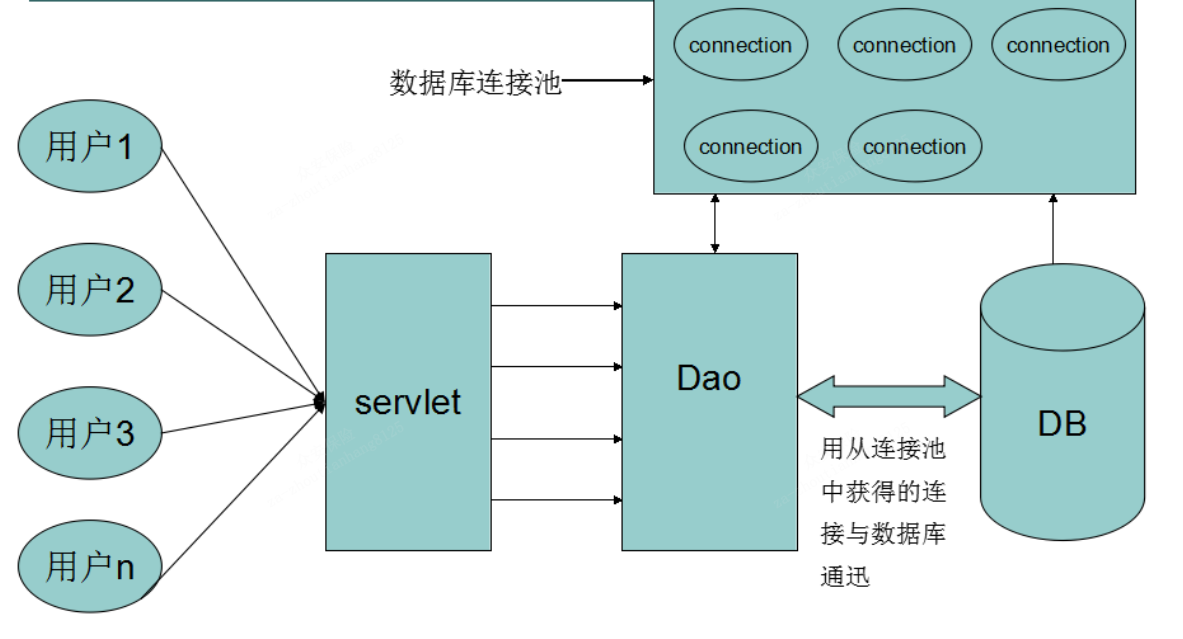 connection
connection
connection
数据库连接池
connection
connection
用户1
用户2
用户3
用户n
servlet
Dao
DB
用从连接池
中获得的连
接与数据库
通迅